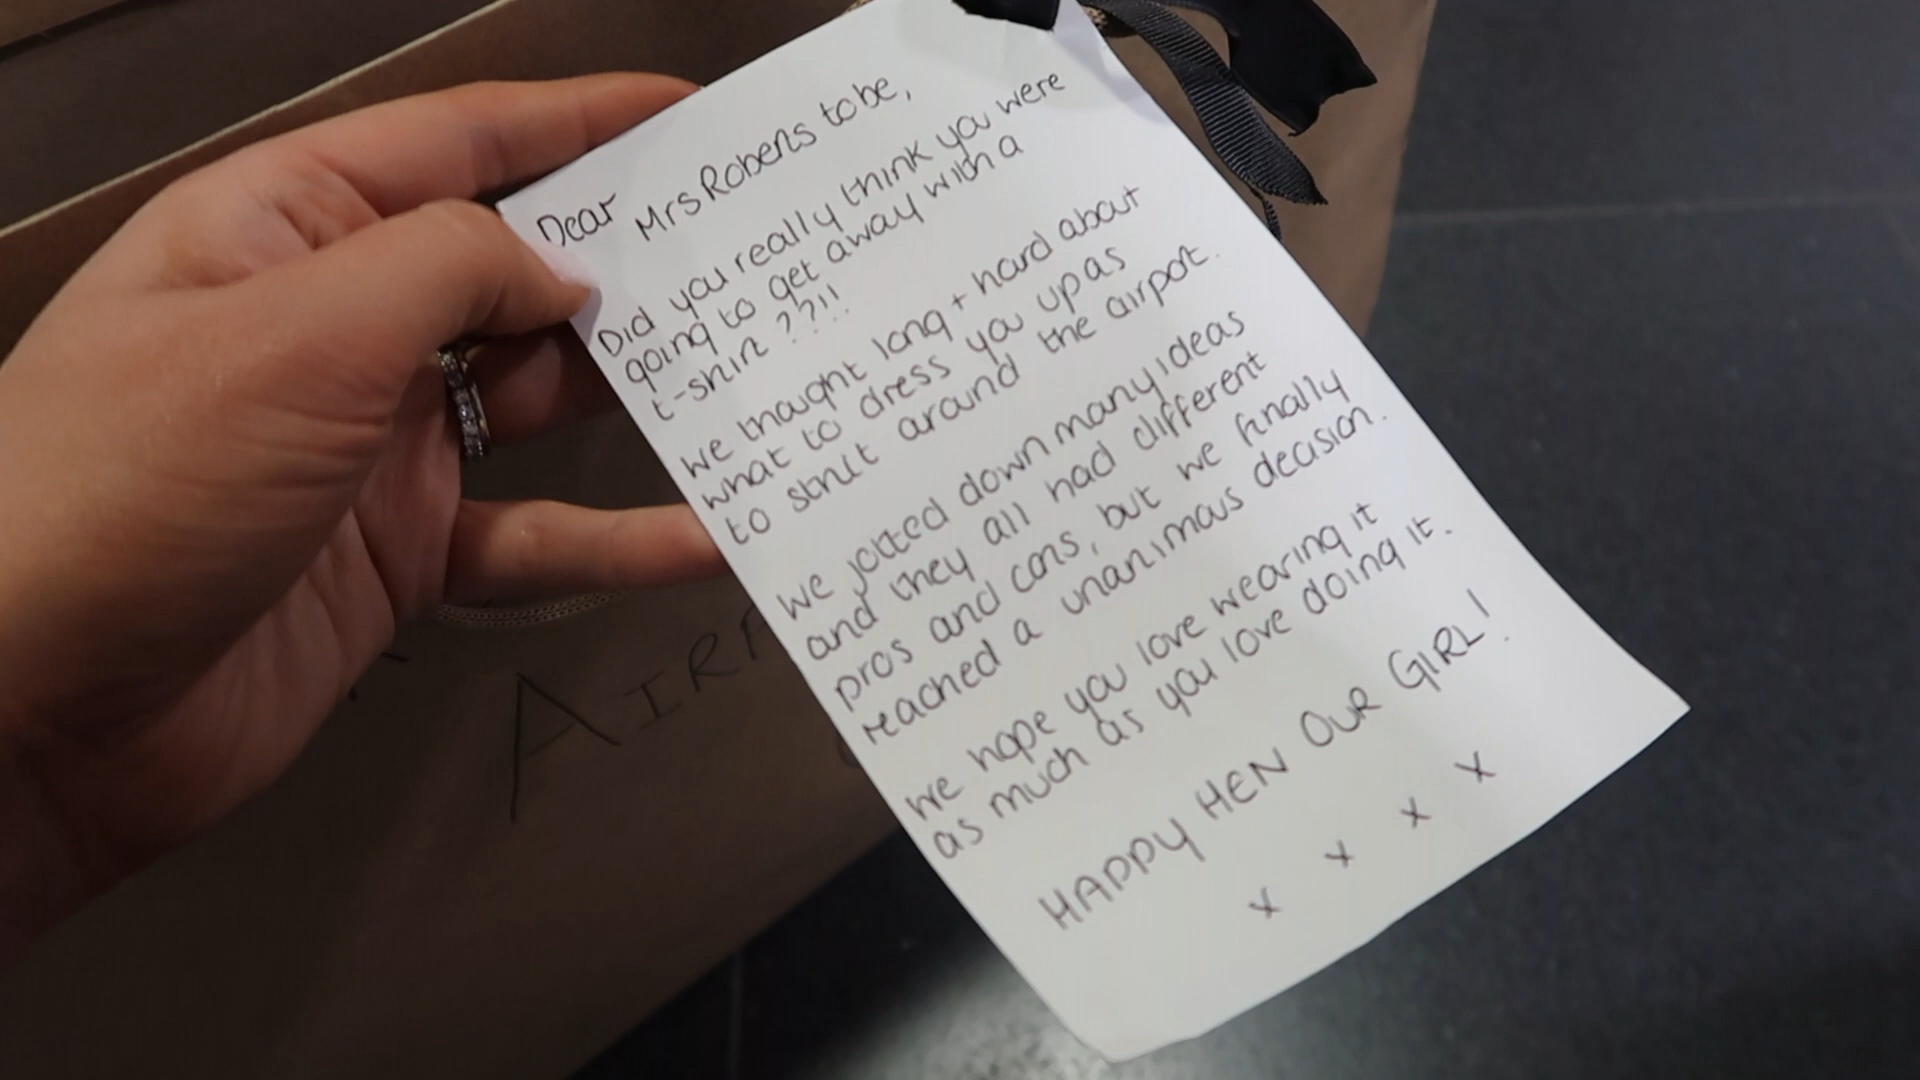 Dear Mrs Roberts to be,
Did you really think you were
going to get away with a
t-shirt ??!!
We thought long + hard about
what to dress you up as
to strut around the airport.
We jotted down many ideas
and they all had different
pros and cons, but we finally
reached a unanimous decision.
We hope you love wearing it
as much as you love doing it.
HAPPY HEN OUR GIRL!
x x x x